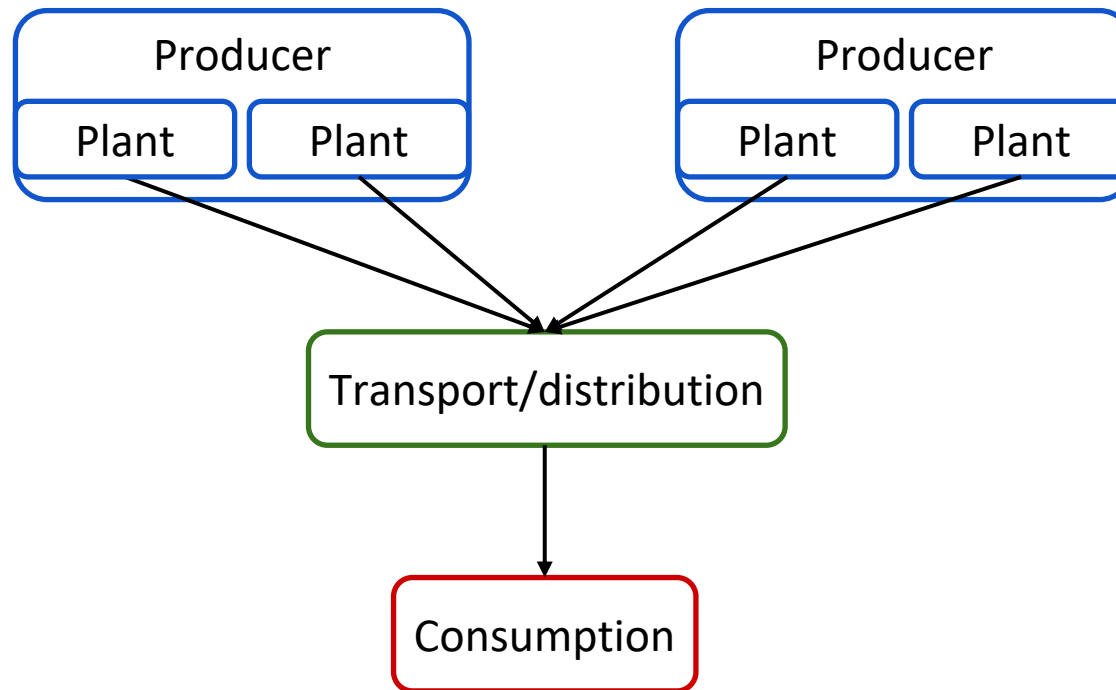 Producer
Plant
Plant
Producer
Plant
Plant
Transport/distribution
Consumption